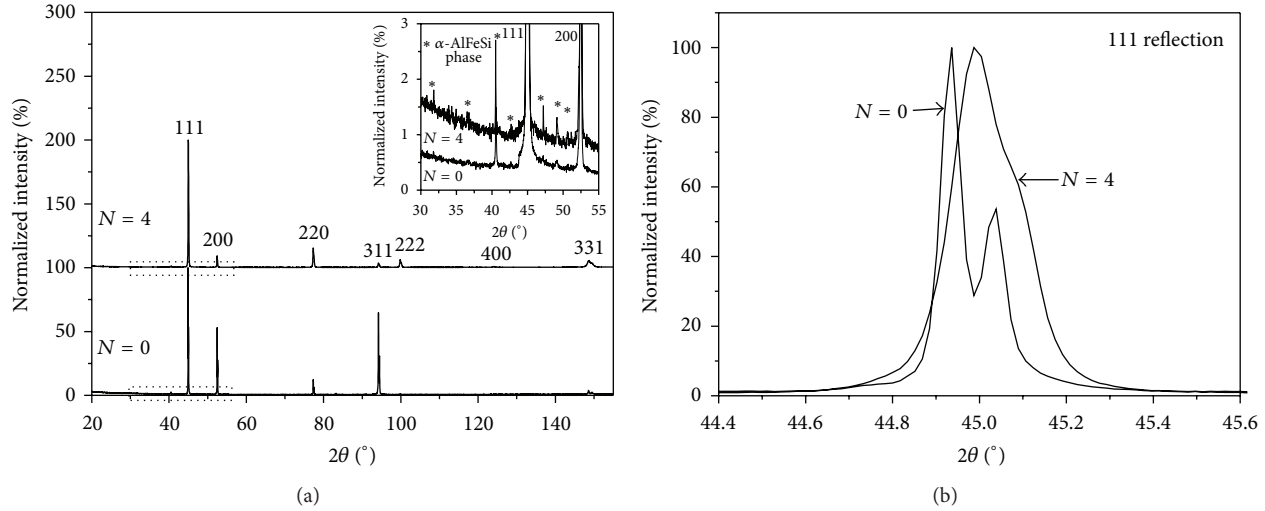 300
250
200
150
100
50
0
Normalized intensity (%)
20 40 60 80 100 120 140
2θ (°)
N = 4
N = 0
111
200
220
311
222
400
331
3
2
1
0
Normalized intensity (%)
30 35 40 45 50 55
2θ (°)
* α-AlFeSi
phase
*
*
*
*
*
*
*
111
200
N = 4
N = 0
(a)
100
80
60
40
20
0
Normalized intensity (%)
111 reflection
N = 0
N = 4
44.4 44.8 45.0 45.2 45.4 45.6
2θ (°)
(b)